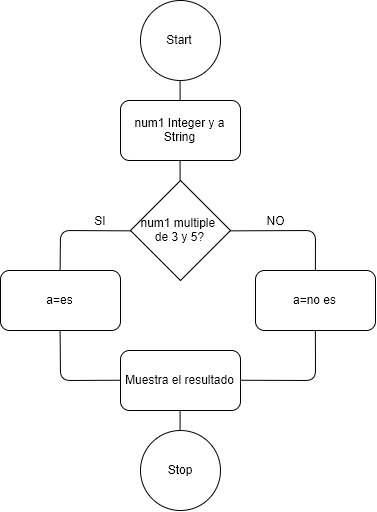 Start
num1 Integer y a
String
num1 multiple
de 3 y 5?
SI
NO
a=es
a=no es
Muestra el resultado
Stop